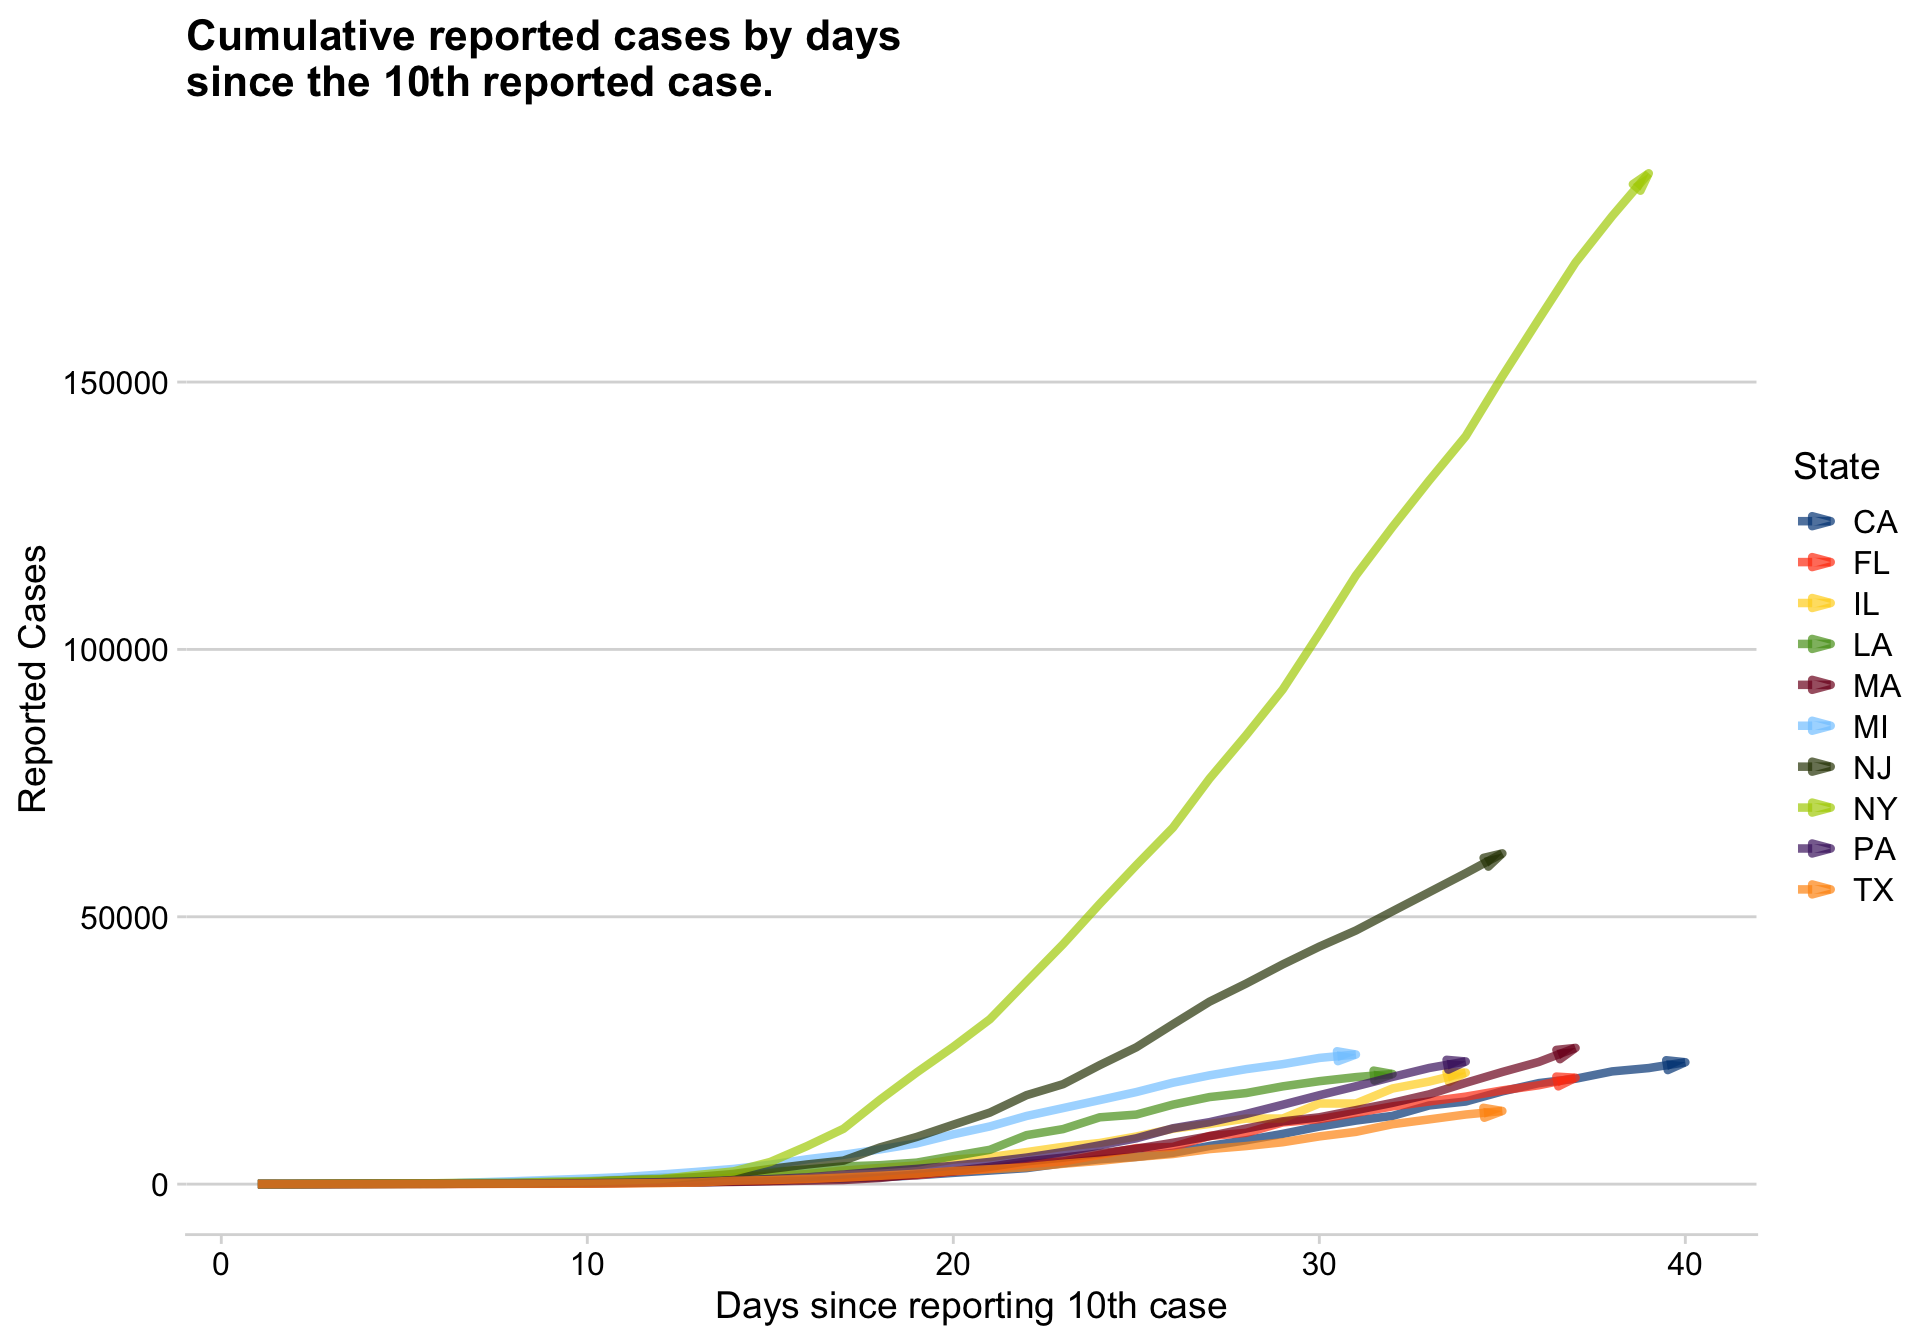 Cumulative reported cases by days
since the 10th reported case.
150000
100000
50000
0
Reported Cases
0 10 20 30 40
Days since reporting 10th case
State
CA
FL
IL
LA
MA
MI
NJ
NY
PA
TX